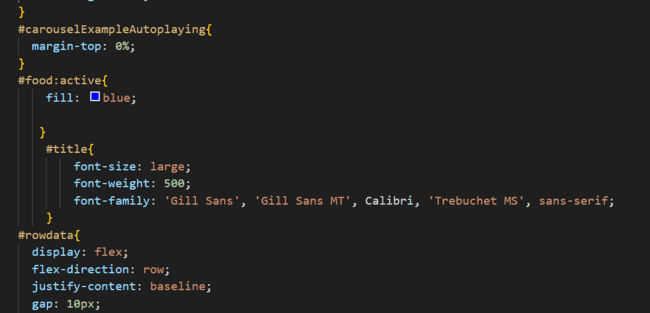 }
#carouselExampleAutoplaying{
  margin-top: 0%;
}
#food:active{
    fill: blue;

   }
    #title{
        font-size: large;
        font-weight: 500;
        font-family: 'Gill Sans', 'Gill Sans MT', Calibri, 'Trebuchet MS', sans-serif;
    }
#rowdata{
  display: flex;
  flex-direction: row;
  justify-content: baseline;
  gap: 10px;